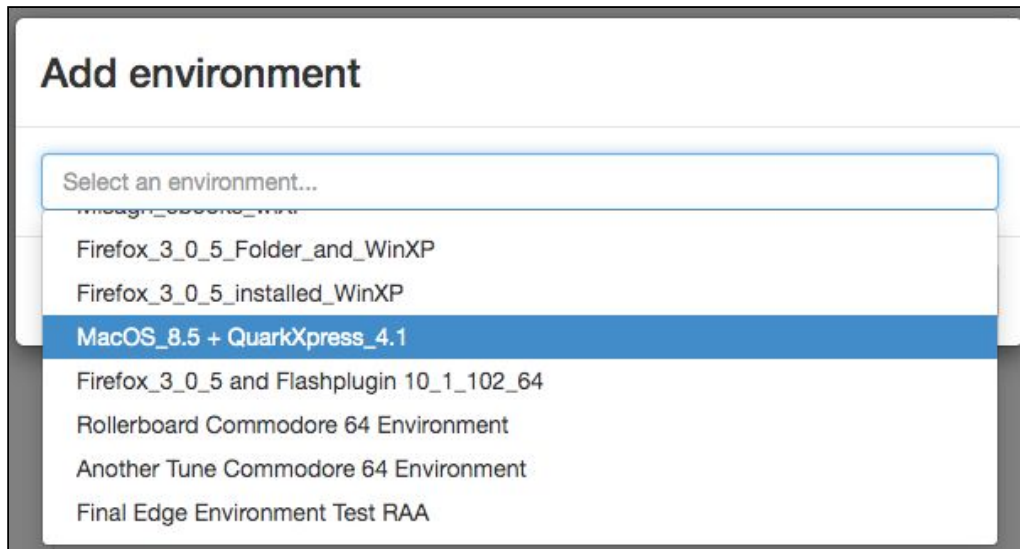 Add environment
Select an environment...
Firefox_3_0_5_Folder_and_WinXP
Firefox_3_0_5_installed_WinXP
MacOS_8.5 + QuarkXpress_4.1
Firefox_3_0_5 and Flashplugin 10_1_102_64
Rollerboard Commodore 64 Environment
Another Tune Commodore 64 Environment
Final Edge Environment Test RAA